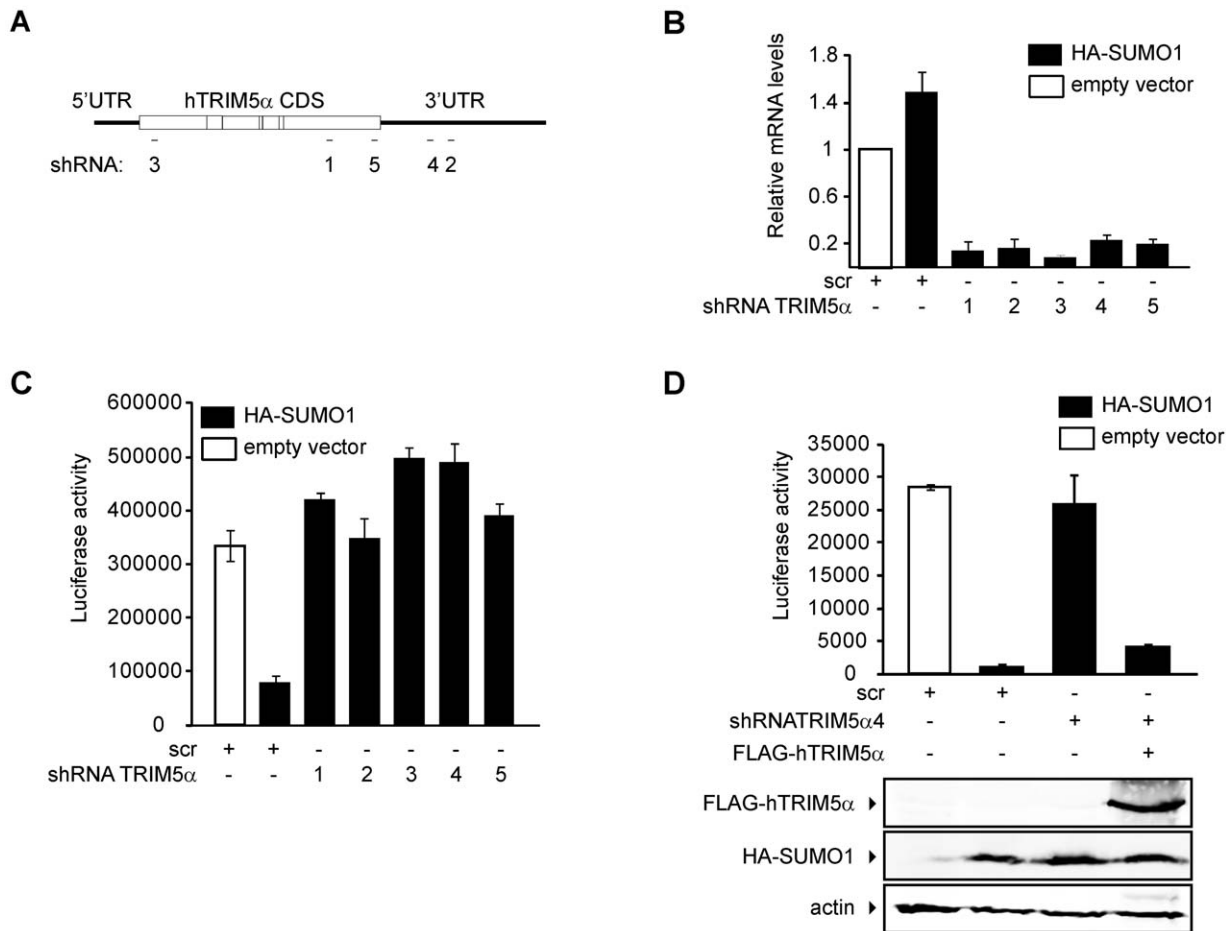 A
5'UTR hTRIM5α CDS 3'UTR
shRNA: 3 1 5 4 2
B
HA-SUMO1
empty vector
Relative mRNA levels
1.8
1.4
1
0.6
0.2
scr + + - - - - -
shRNA TRIM5α - - 1 2 3 4 5
C
HA-SUMO1
empty vector
Luciferase activity
600000
500000
400000
300000
200000
100000
0
scr + + - - - - -
shRNA TRIM5α - - 1 2 3 4 5
D
HA-SUMO1
empty vector
Luciferase activity
35000
30000
25000
20000
15000
10000
5000
0
scr + + - -
shRNATRIM5α4 - - + +
FLAG-hTRIM5α - - - +
FLAG-hTRIM5α
HA-SUMO1
actin